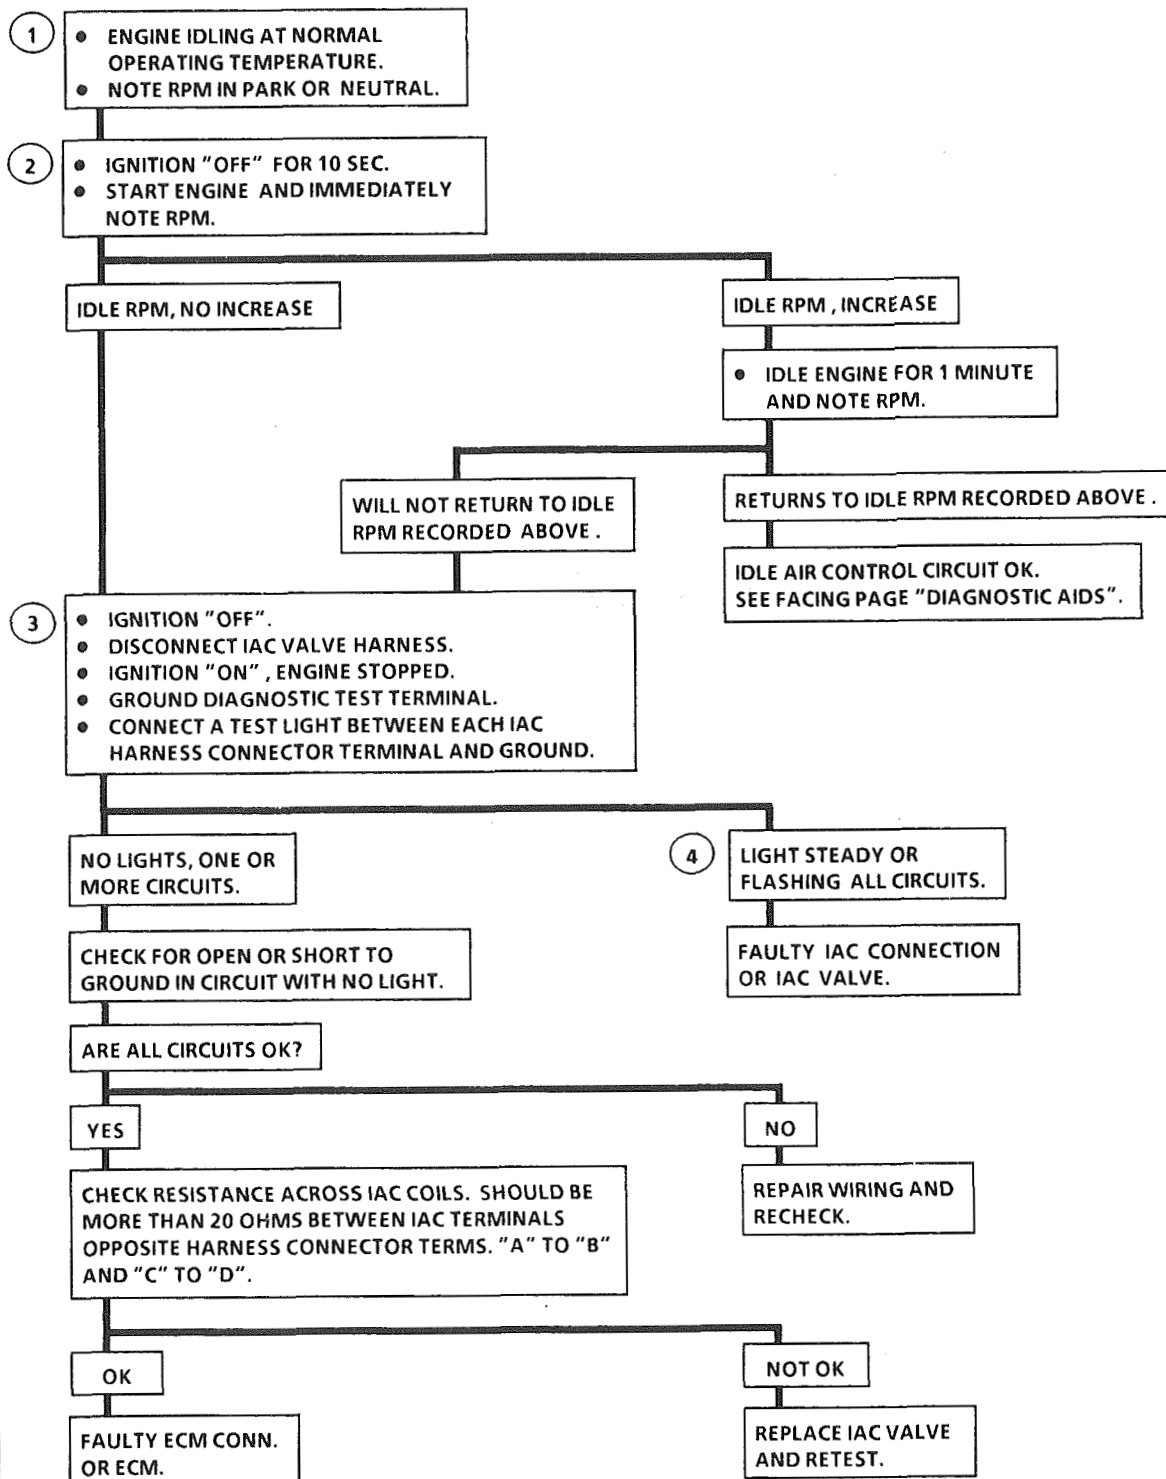 1
• ENGINE IDLING AT NORMAL
OPERATING TEMPERATURE.
• NOTE RPM IN PARK OR NEUTRAL.
2
• IGNITION "OFF" FOR 10 SEC.
• START ENGINE AND IMMEDIATELY
NOTE RPM.
IDLE RPM, NO INCREASE
IDLE RPM, INCREASE
• IDLE ENGINE FOR 1 MINUTE
AND NOTE RPM.
WILL NOT RETURN TO IDLE
RPM RECORDED ABOVE.
RETURNS TO IDLE RPM RECORDED ABOVE.
IDLE AIR CONTROL CIRCUIT OK.
SEE FACING PAGE "DIAGNOSTIC AIDS".
3
• IGNITION "OFF".
• DISCONNECT IAC VALVE HARNESS.
• IGNITION "ON", ENGINE STOPPED.
• GROUND DIAGNOSTIC TEST TERMINAL.
• CONNECT A TEST LIGHT BETWEEN EACH IAC
HARNESS CONNECTOR TERMINAL AND GROUND.
NO LIGHTS, ONE OR
MORE CIRCUITS.
4
LIGHT STEADY OR
FLASHING ALL CIRCUITS.
CHECK FOR OPEN OR SHORT TO
GROUND IN CIRCUIT WITH NO LIGHT.
FAULTY IAC CONNECTION
OR IAC VALVE.
ARE ALL CIRCUITS OK?
YES
NO
CHECK RESISTANCE ACROSS IAC COILS. SHOULD BE
MORE THAN 20 OHMS BETWEEN IAC TERMINALS
OPPOSITE HARNESS CONNECTOR TERMS. "A" TO "B"
AND "C" TO "D".
REPAIR WIRING AND
RECHECK.
OK
NOT OK
FAULTY ECM CONN.
OR ECM.
REPLACE IAC VALVE
AND RETEST.